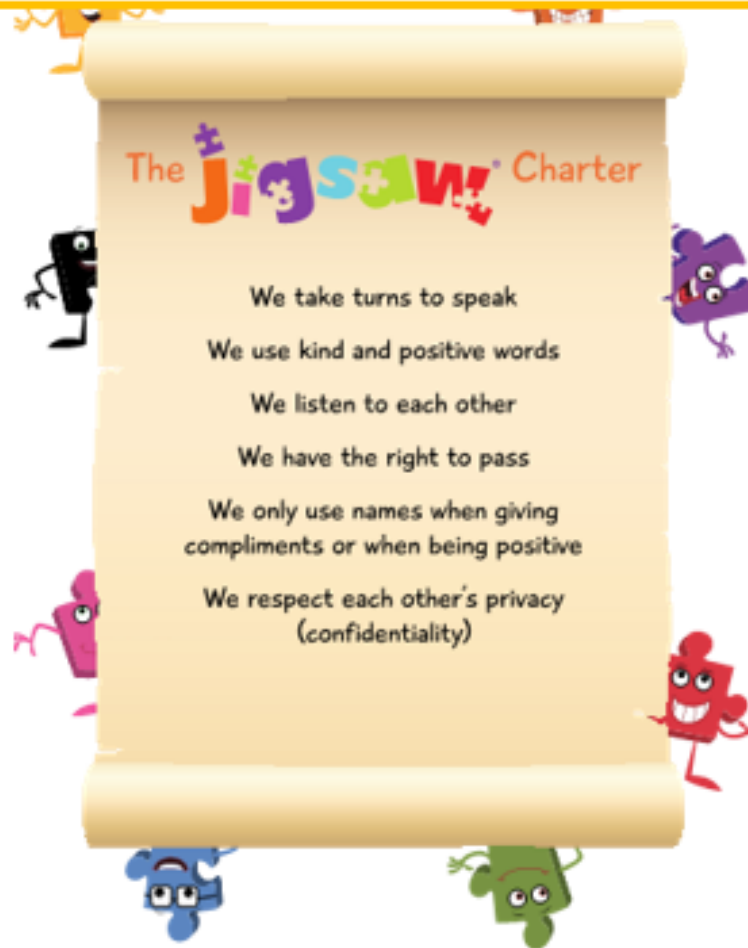 The Jigsaw Charter
We take turns to speak
We use kind and positive words
We listen to each other
We have the right to pass
We only use names when giving
compliments or when being positive
We respect each other's privacy
(confidentiality)